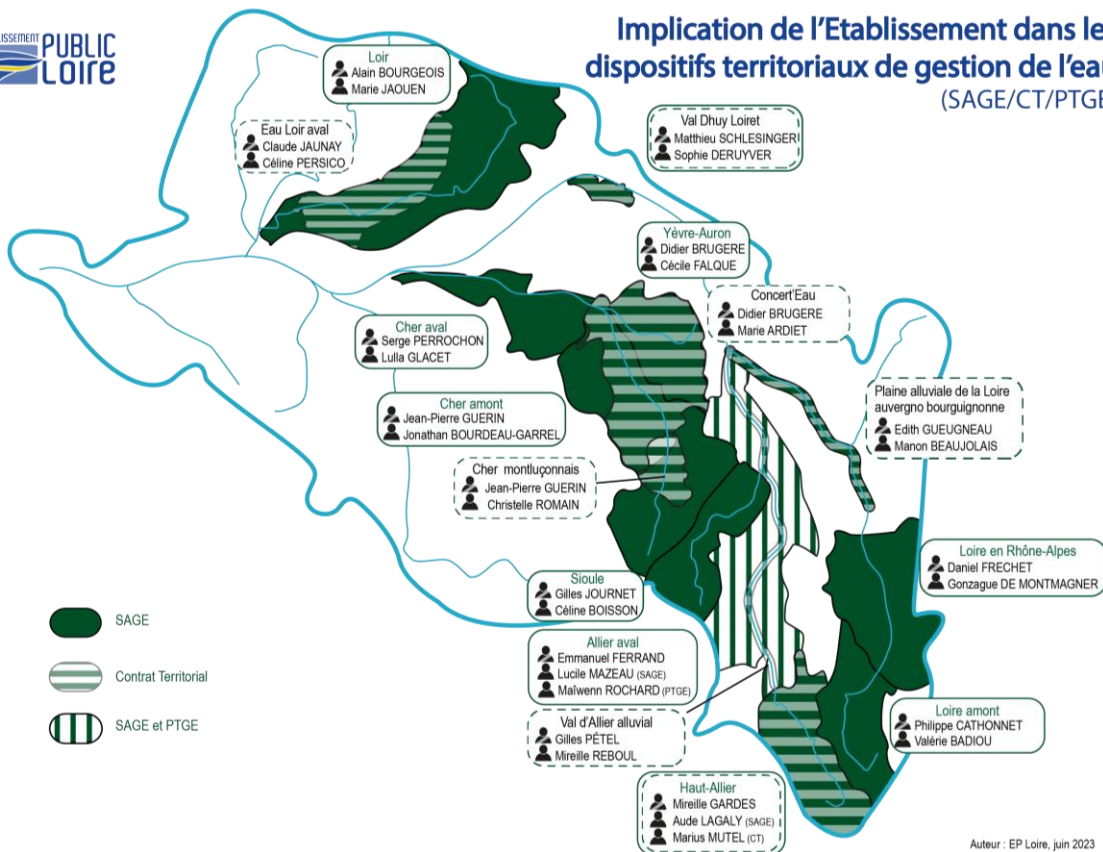 PUBLIC
LOIRE
Implication de l'Etablissement dans le
dispositifs territoriaux de gestion de l'eau
(SAGE/CT/PTGE
Loir
Alain BOURGEOIS
Marie JAOUEN
Eau Loir aval
Claude JAUNAY
Céline PERSICO
Val Dhuy Loiret
Matthieu SCHLESINGER
Sophie DERUYVER
Yèvre-Auron
Didier BRUGERE
Cécile FALQUE
Concert'Eau
Didier BRUGERE
Marie ARDIET
Cher aval
Serge PERROCHON
Lulla GLACET
Plaine alluviale de la Loire
auvergno bourguignonne
Edith GUEUGNEAU
Manon BEAUJOLAIS
Cher amont
Jean-Pierre GUERIN
Jonathan BOURDEAU-GARREL
Cher montluçonnais
Jean-Pierre GUERIN
Christelle ROMAIN
Loire en Rhône-Alpes
Daniel FRECHET
Gonzague DE MONTMAGNER
Sioule
Gilles JOURNET
Céline BOISSON
Allier aval
Emmanuel FERRAND
Lucile MAZEAU (SAGE)
Maïwenn ROCHARD (PTGE)
Val d'Allier alluvial
Gilles PÉTEL
Mireille REBOUL
Loire amont
Philippe CATHONNET
Valérie BADIOU
Haut-Allier
Mireille GARDES
Aude LAGALY (SAGE)
Marius MUTEL (CT)
SAGE
Contrat Territorial
SAGE et PTGE
Auteur : EP Loire, juin 2023